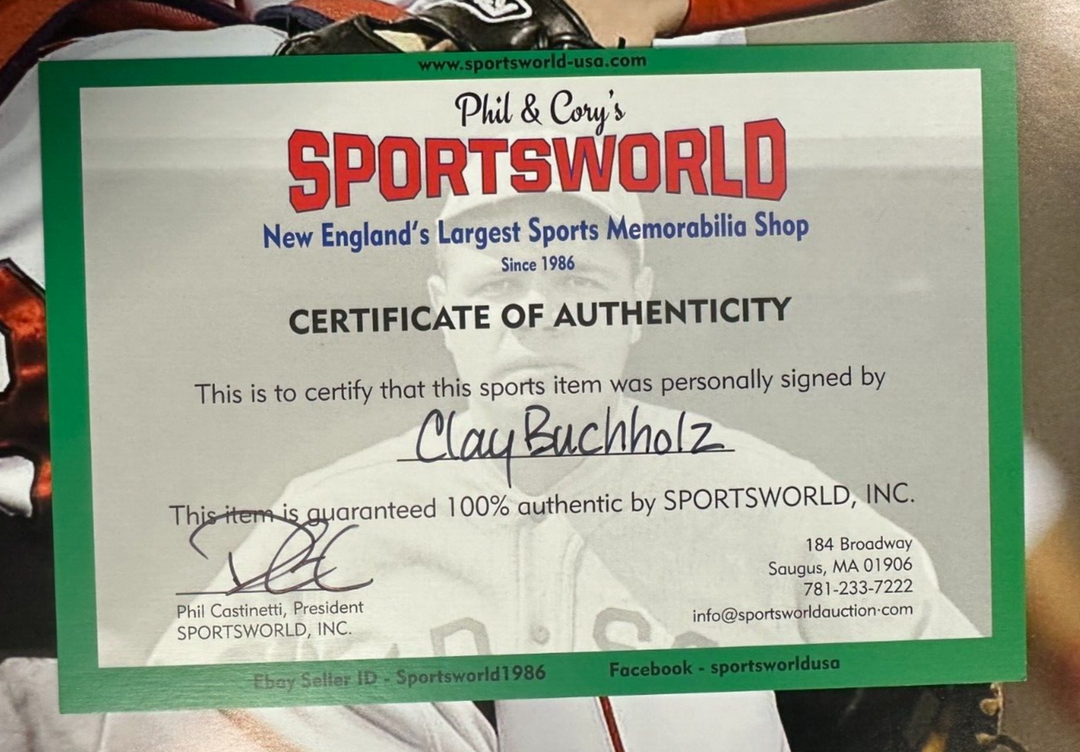 www.sportsworld-usa.com
Phil & Cory's
SPORTSWORLD
New England's Largest Sports Memorabilia Shop
Since 1986
CERTIFICATE OF AUTHENTICITY
This is to certify that this sports item was personally signed by
Clay Buchholz
This item is guaranteed 100% authentic by SPORTSWORLD, INC.
184 Broadway
Saugus, MA 01906
781-233-7222
info@sportsworldauction.com
Phil Castinetti, President
SPORTSWORLD, INC.
Ebay Seller ID - Sportsworld1986
Facebook - sportsworldusa